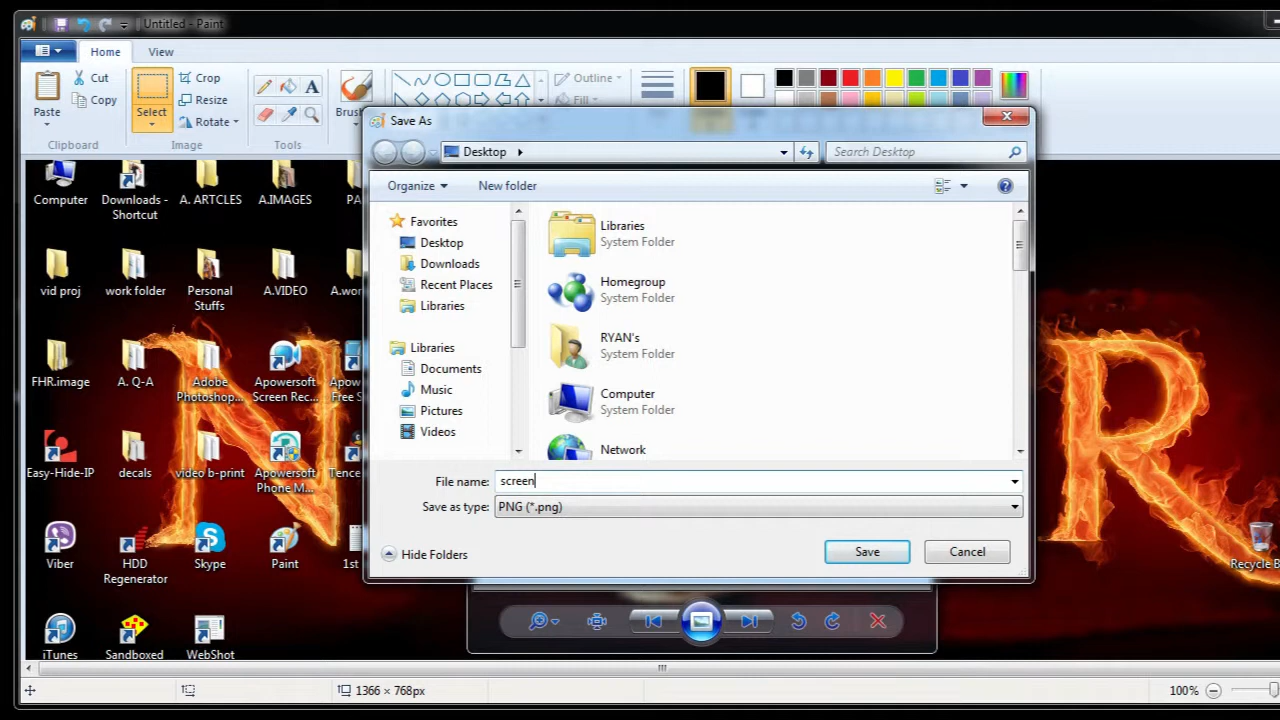 Untitled - Paint
Home View
Paste
Cut
Copy
Clipboard
Select
Crop
Resize
Rotate
Image
Tools
A
Outline
Fill
Save As
Desktop
Search Desktop
Organize New folder
Favorites
Desktop
Downloads
Recent Places
Libraries
Libraries
Documents
Music
Pictures
Videos
Libraries
System Folder
Homegroup
System Folder
RYAN's
System Folder
Computer
System Folder
Network
File name: screen
Save as type: PNG (*.png)
Hide Folders
Save Cancel
Computer
Downloads -
Shortcut
A. ARTCLES
A.IMAGES
vid proj
work folder
Personal
Stuffs
A.VIDEO
FHR.image
A. Q-A
Adobe
Photoshop...
Apowersoft
Screen Rec...
Easy-Hide-IP
decals
video b-print
Apowersoft
Phone M...
Viber
HDD
Regenerator
Skype
Paint
1st
iTunes
Sandboxed
WebShot
N R
1366 × 768px
100%